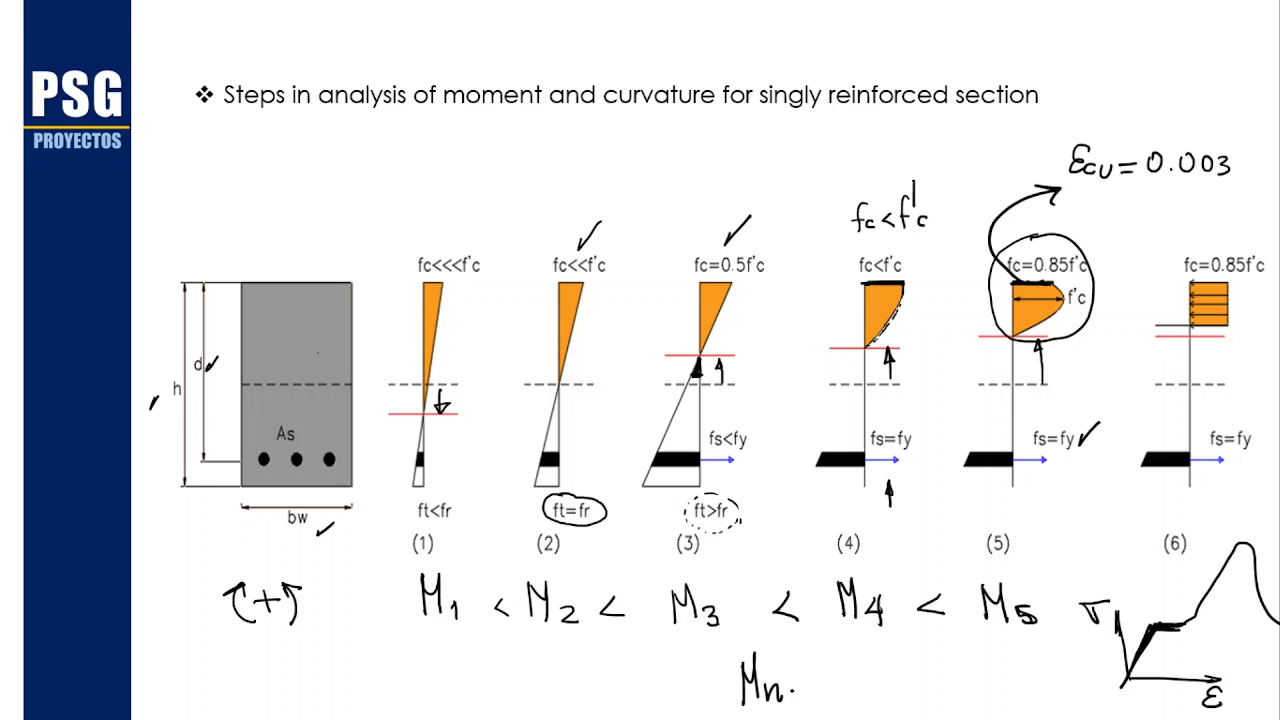 PSG
PROYECTOS
❖ Steps in analysis of moment and curvature for singly reinforced section
εcu = 0.003
fc<f'c
fc<<<f'c
fc<<f'c
fc=0.5f'c
fc<f'c
fc=0.85f'c
fc=0.85f'c
f'c
d
h
As
fs<fy
fs=fy
fs=fy
fs=fy
bw
ft<fr
ft=fr
ft>fr
(1)
(2)
(3)
(4)
(5)
(6)
+
M1 < M2 < M3 < M4 < M5
σ
Mn.
ε